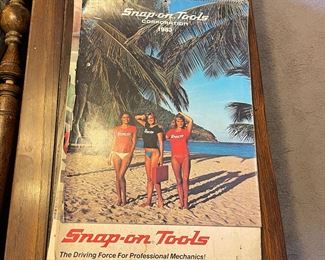 Snap-on Tools
CORPORATION
1983
Snap-on Tools
The Driving Force For Professional Mechanics!